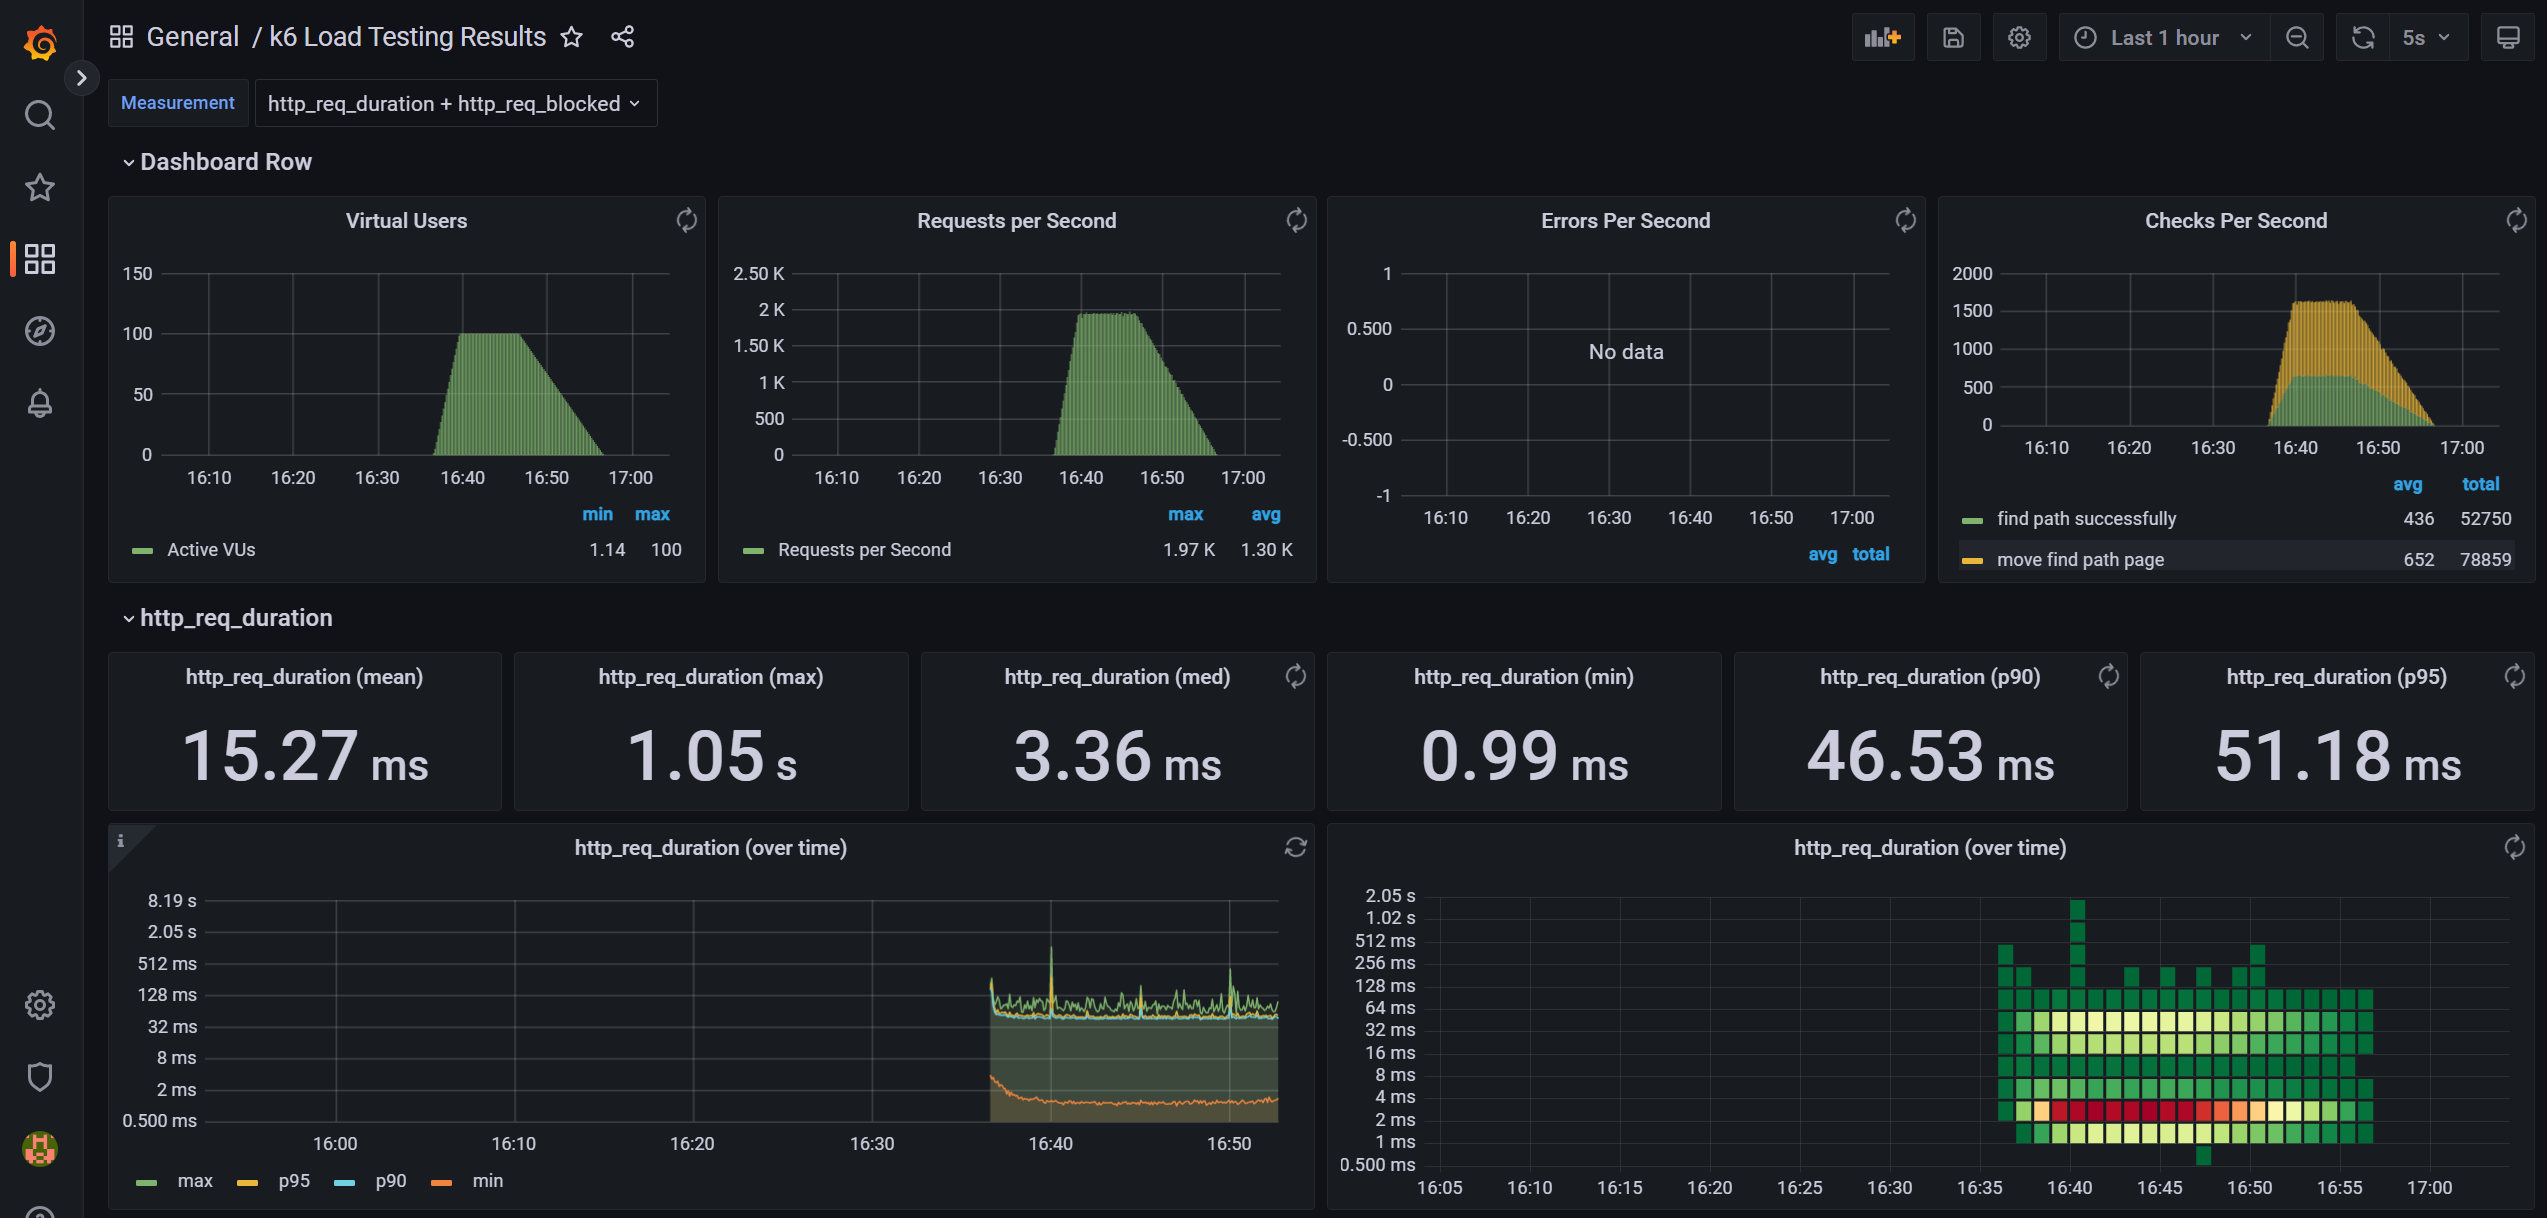 General / k6 Load Testing Results
Last 1 hour
5s
Measurement
http_req_duration + http_req_blocked
Dashboard Row
Virtual Users
150
100
50
0
16:10 16:20 16:30 16:40 16:50 17:00
min max
Active VUs 1.14 100
Requests per Second
2.50 K
2 K
1.50 K
1 K
500
0
16:10 16:20 16:30 16:40 16:50 17:00
max avg
Requests per Second 1.97 K 1.30 K
Errors Per Second
1
0.500
0
-0.500
-1
No data
16:10 16:20 16:30 16:40 16:50 17:00
avg total
Checks Per Second
2000
1500
1000
500
0
16:10 16:20 16:30 16:40 16:50 17:00
avg total
find path successfully 436 52750
move find path page 652 78859
http_req_duration
http_req_duration (mean)
15.27 ms
http_req_duration (max)
1.05 s
http_req_duration (med)
3.36 ms
http_req_duration (min)
0.99 ms
http_req_duration (p90)
46.53 ms
http_req_duration (p95)
51.18 ms
http_req_duration (over time)
8.19 s
2.05 s
512 ms
128 ms
32 ms
8 ms
2 ms
0.500 ms
16:00 16:10 16:20 16:30 16:40 16:50
max p95 p90 min
http_req_duration (over time)
2.05 s
1.02 s
512 ms
256 ms
128 ms
64 ms
32 ms
16 ms
8 ms
4 ms
2 ms
1 ms
0.500 ms
16:05 16:10 16:15 16:20 16:25 16:30 16:35 16:40 16:45 16:50 16:55 17:00